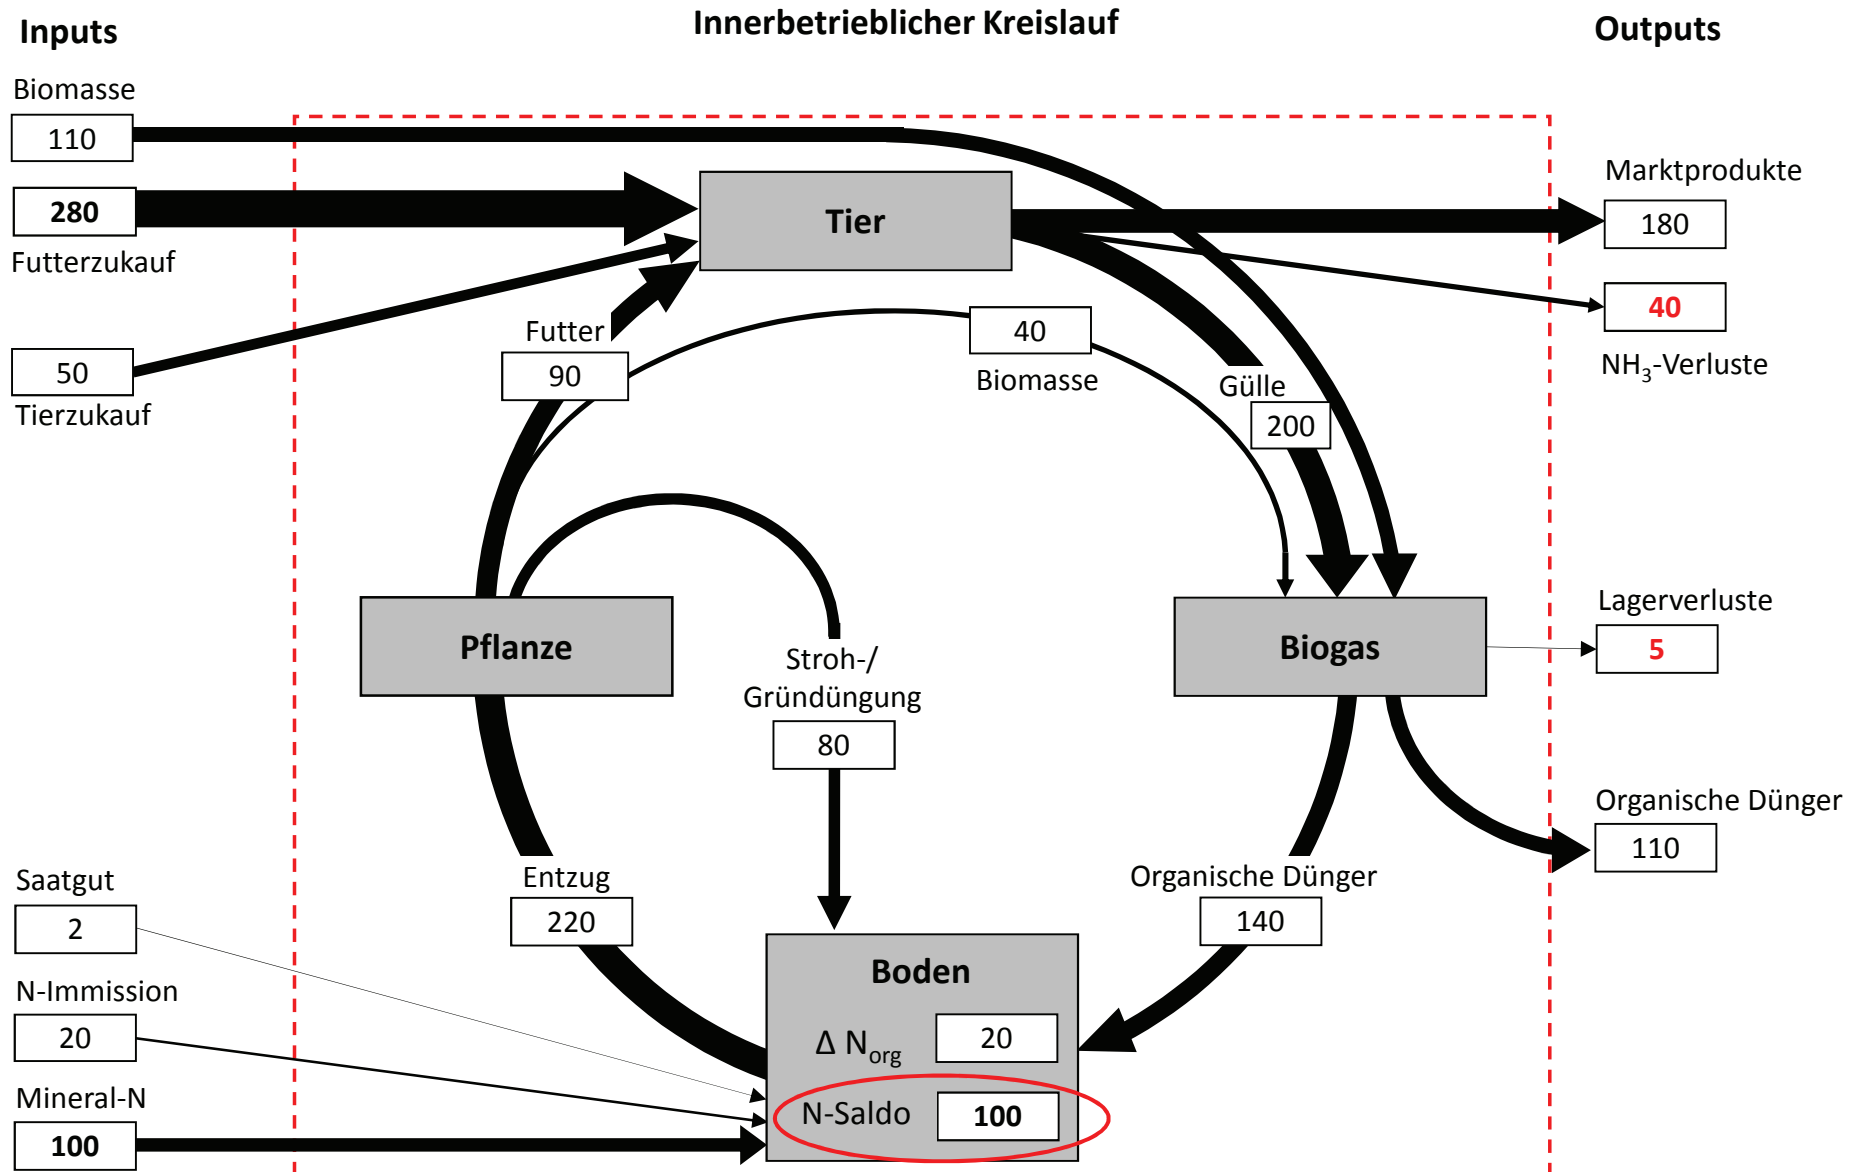 Innerbetrieblicher Kreislauf
Inputs
Outputs
Biomasse
110
280
Futterzukauf
50
Tierzukauf
Tier
Marktprodukte
180
40
NH₃-Verluste
Futter
90
40
Biomasse
Gülle
200
Pflanze
Stroh-/
Gründüngung
80
Biogas
Lagerverluste
5
Organische Dünger
110
Entzug
220
Organische Dünger
140
Saatgut
2
N-Immission
20
Mineral-N
100
Boden
Δ Norg 20
N-Saldo 100